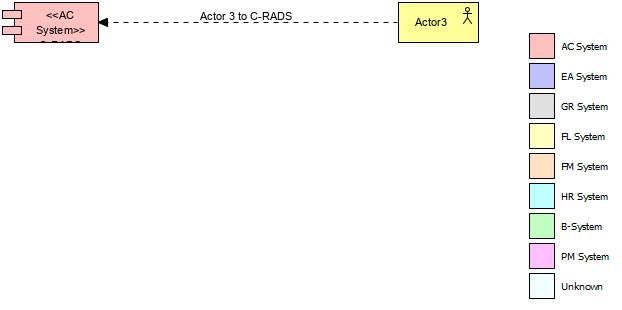 <<AC
System>>
C-RADS
Actor 3 to C-RADS
Actor3
AC System
EA System
GR System
FL System
FM System
HR System
B-System
PM System
Unknown